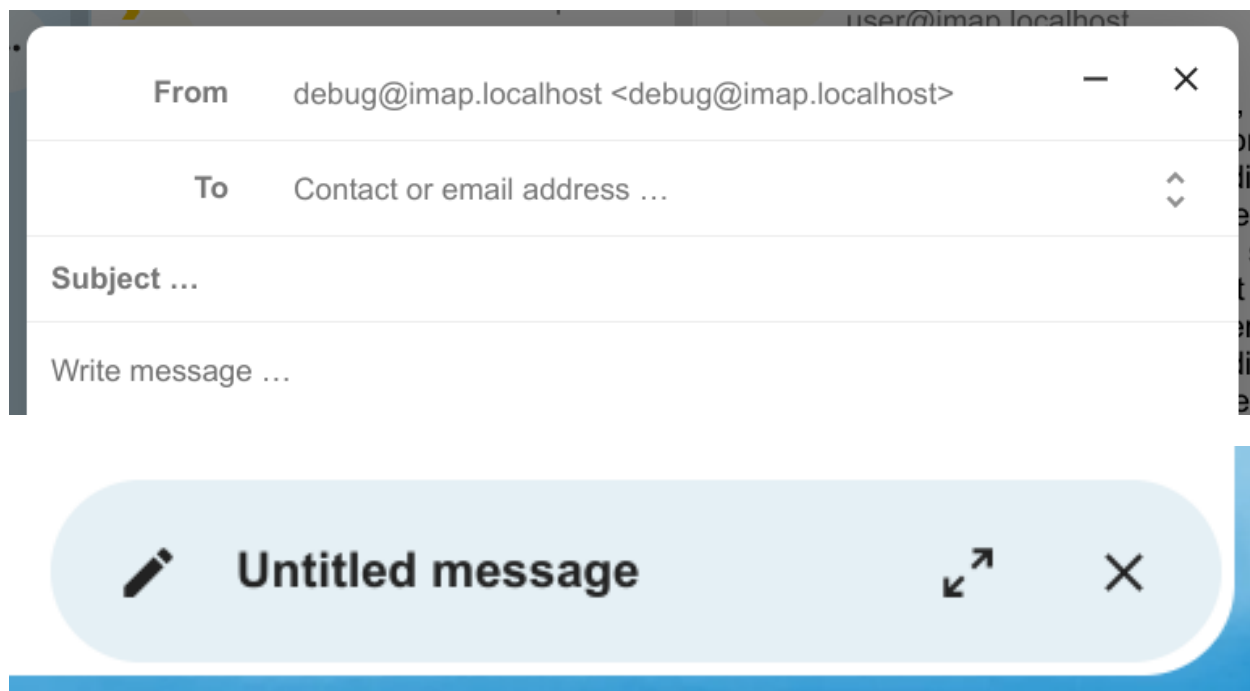 user@imap.localhost
From debug@imap.localhost <debug@imap.localhost>
To Contact or email address …
Subject …
Write message …
Untitled message